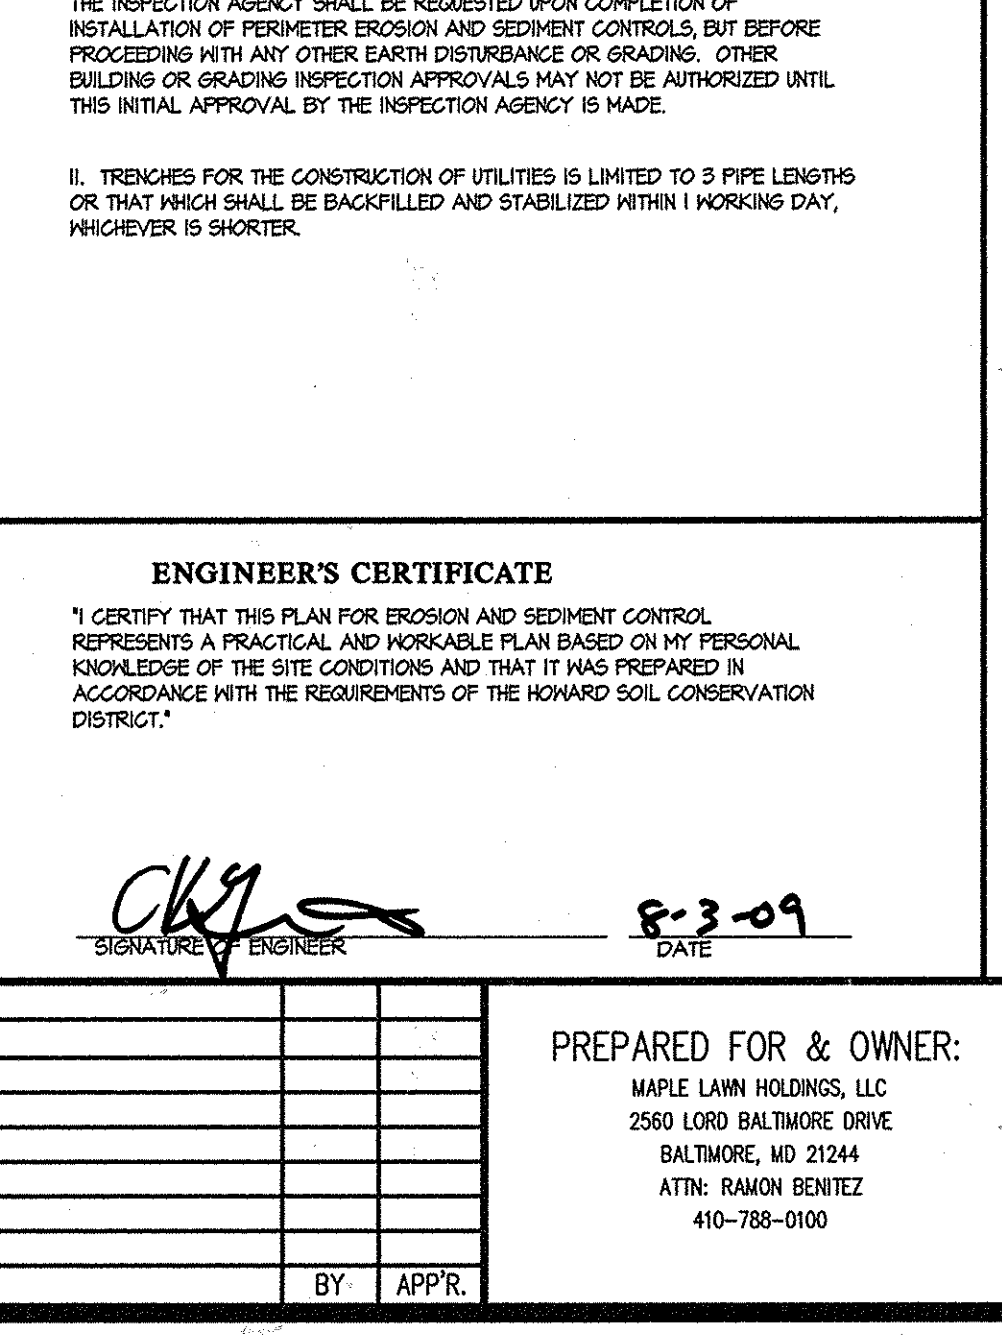 THE INSPECTION AGENCY SHALL BE REQUESTED UPON COMPLETION OF
INSTALLATION OF PERIMETER EROSION AND SEDIMENT CONTROLS, BUT BEFORE
PROCEEDING WITH ANY OTHER EARTH DISTURBANCE OR GRADING. OTHER
BUILDING OR GRADING INSPECTION APPROVALS MAY NOT BE AUTHORIZED UNTIL
THIS INITIAL APPROVAL BY THE INSPECTION AGENCY IS MADE.
11. TRENCHES FOR THE CONSTRUCTION OF UTILITIES IS LIMITED TO 3 PIPE LENGTHS
OR THAT WHICH SHALL BE BACKFILLED AND STABILIZED WITHIN 1 WORKING DAY,
WHICHEVER IS SHORTER.
ENGINEER'S CERTIFICATE
"I CERTIFY THAT THIS PLAN FOR EROSION AND SEDIMENT CONTROL
REPRESENTS A PRACTICAL AND WORKABLE PLAN BASED ON MY PERSONAL
KNOWLEDGE OF THE SITE CONDITIONS AND THAT IT WAS PREPARED IN
ACCORDANCE WITH THE REQUIREMENTS OF THE HOWARD SOIL CONSERVATION
DISTRICT."
8-3-09
SIGNATURE OF ENGINEER DATE
PREPARED FOR & OWNER:
MAPLE LAWN HOLDINGS, LLC
2560 LORD BALTIMORE DRIVE
BALTIMORE, MD 21244
ATTN: RAMON BENITEZ
410-788-0100
BY APP'R.